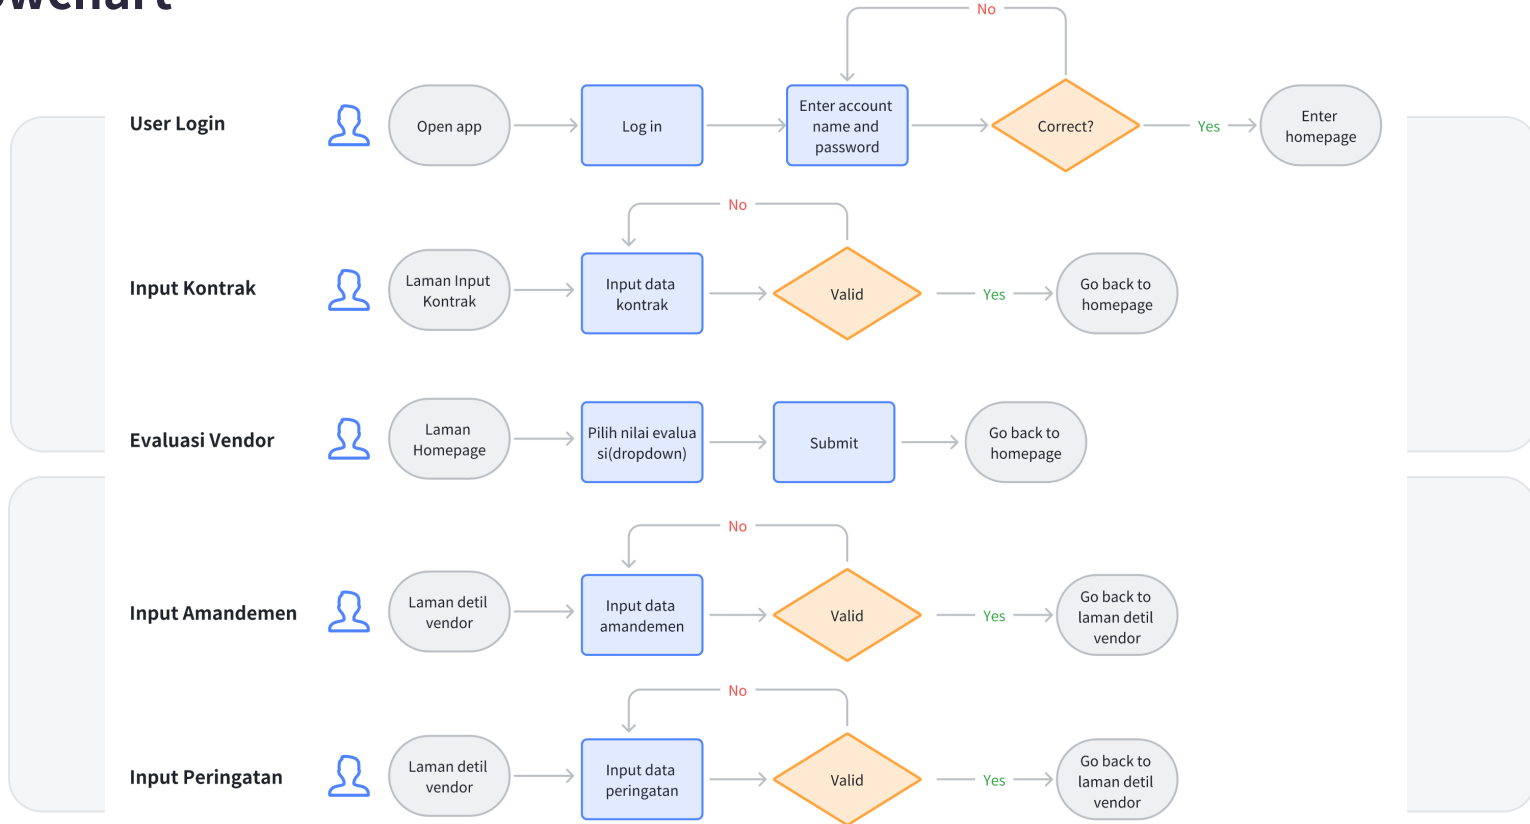 User Login
Open app
Log in
Enter account
name and
password
No
Correct?
Yes
Enter
homepage
Input Kontrak
Laman Input
Kontrak
Input data
kontrak
No
Valid
Yes
Go back to
homepage
Evaluasi Vendor
Laman
Homepage
Pilih nilai evalua
si(dropdown)
Submit
Go back to
homepage
Input Amandemen
Laman detil
vendor
Input data
amandemen
No
Valid
Yes
Go back to
laman detil
vendor
Input Peringatan
Laman detil
vendor
Input data
peringatan
No
Valid
Yes
Go back to
laman detil
vendor